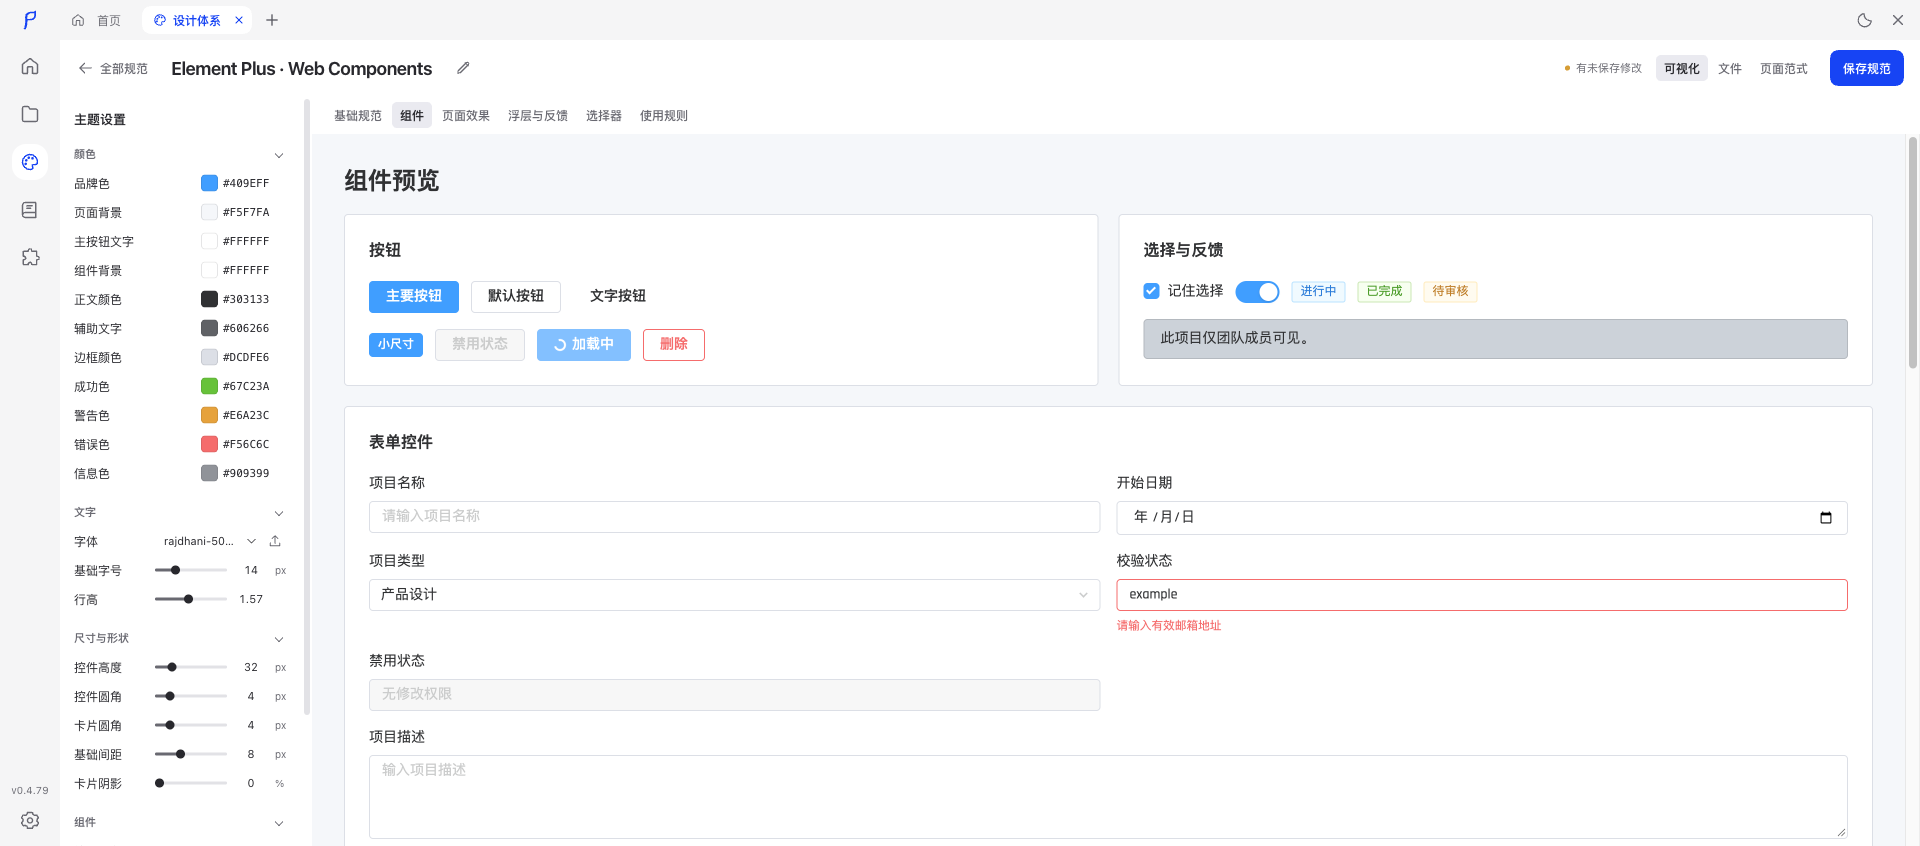 首页
设计体系
全部规范
Element Plus · Web Components
有未保存修改
可视化
文件
页面范式
保存规范
主题设置
颜色
品牌色 #409EFF
页面背景 #F5F7FA
主按钮文字 #FFFFFF
组件背景 #FFFFFF
正文颜色 #303133
辅助文字 #606266
边框颜色 #DCDFE6
成功色 #67C23A
警告色 #E6A23C
错误色 #F56C6C
信息色 #909399
文字
字体 rajdhani-50...
基础字号 14 px
行高 1.57
尺寸与形状
控件高度 32 px
控件圆角 4 px
卡片圆角 4 px
基础间距 8 px
卡片阴影 0 %
组件
v0.4.79
基础规范 组件 页面效果 浮层与反馈 选择器 使用规则
组件预览
按钮
主要按钮 默认按钮 文字按钮
小尺寸 禁用状态 加载中 删除
选择与反馈
记住选择 进行中 已完成 待审核
此项目仅团队成员可见。
表单控件
项目名称
请输入项目名称
开始日期
年 /月/日
项目类型
产品设计
校验状态
example
请输入有效邮箱地址
禁用状态
无修改权限
项目描述
输入项目描述